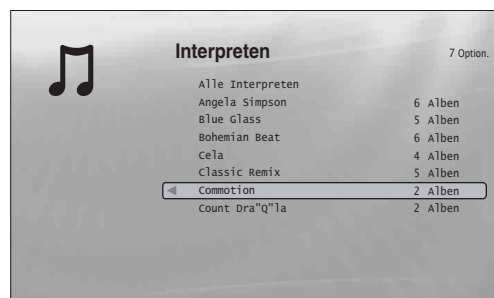 Interpreten
7 Option.
Alle Interpreten
Angela Simpson 6 Alben
Blue Glass 5 Alben
Bohemian Beat 6 Alben
Cela 4 Alben
Classic Remix 5 Alben
Commotion 2 Alben
Count Dra"Q"la 2 Alben